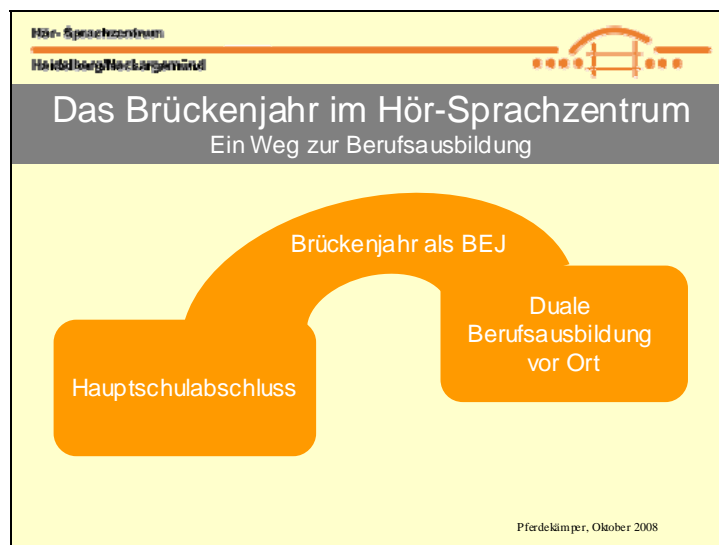 Hör- Sprachzentrum
Heidelberg/Neckargemünd
Das Brückenjahr im Hör-Sprachzentrum
Ein Weg zur Berufsausbildung
Brückenjahr als BEJ
Duale
Berufsausbildung
vor Ort
Hauptschulabschluss
Pferdekämper, Oktober 2008